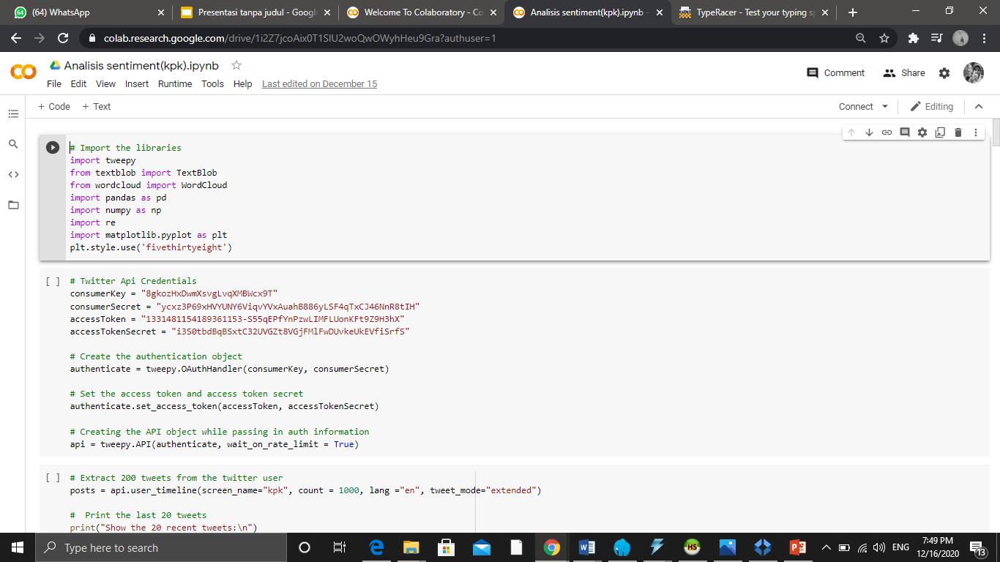 (64) WhatsApp
Presentasi tanpa judul - Googl
Welcome To Colaboratory - Co
Analisis sentiment(kpk).ipynb -
TypeRacer - Test your typing s
colab.research.google.com/drive/1i2Z7jcoAix0T1SIU2woQwOWyhHeu9Gra?authuser=1
Analisis sentiment(kpk).ipynb
Comment
Share
File Edit View Insert Runtime Tools Help Last edited on December 15
+ Code + Text
Connect
Editing
# Import the libraries
import tweepy
from textblob import TextBlob
from wordcloud import WordCloud
import pandas as pd
import numpy as np
import re
import matplotlib.pyplot as plt
plt.style.use('fivethirtyeight')
[ ] # Twitter Api Credentials
consumerKey = "8gkozHxDwmXsvgLvqXMBWcx9T"
consumerSecret = "ycxz3P69xHVYUNY6ViqvYVxAuahB886yLSF4qTxCJ46NnR8tIH"
accessToken = "1331481154189361153-S55qEPfYnPzwLIMFLUonKFt9Z9H3hX"
accessTokenSecret = "i3S0tbdBqBSxtC32UVGZt8VGjFMlFwDUvkeUkEVfiSrfS"
# Create the authentication object
authenticate = tweepy.OAuthHandler(consumerKey, consumerSecret)
# Set the access token and access token secret
authenticate.set_access_token(accessToken, accessTokenSecret)
# Creating the API object while passing in auth information
api = tweepy.API(authenticate, wait_on_rate_limit = True)
[ ] # Extract 200 tweets from the twitter user
posts = api.user_timeline(screen_name="kpk", count = 1000, lang ="en", tweet_mode="extended")
#  Print the last 20 tweets
print("Show the 20 recent tweets:\n")
Type here to search
ENG
7:49 PM
12/16/2020
13